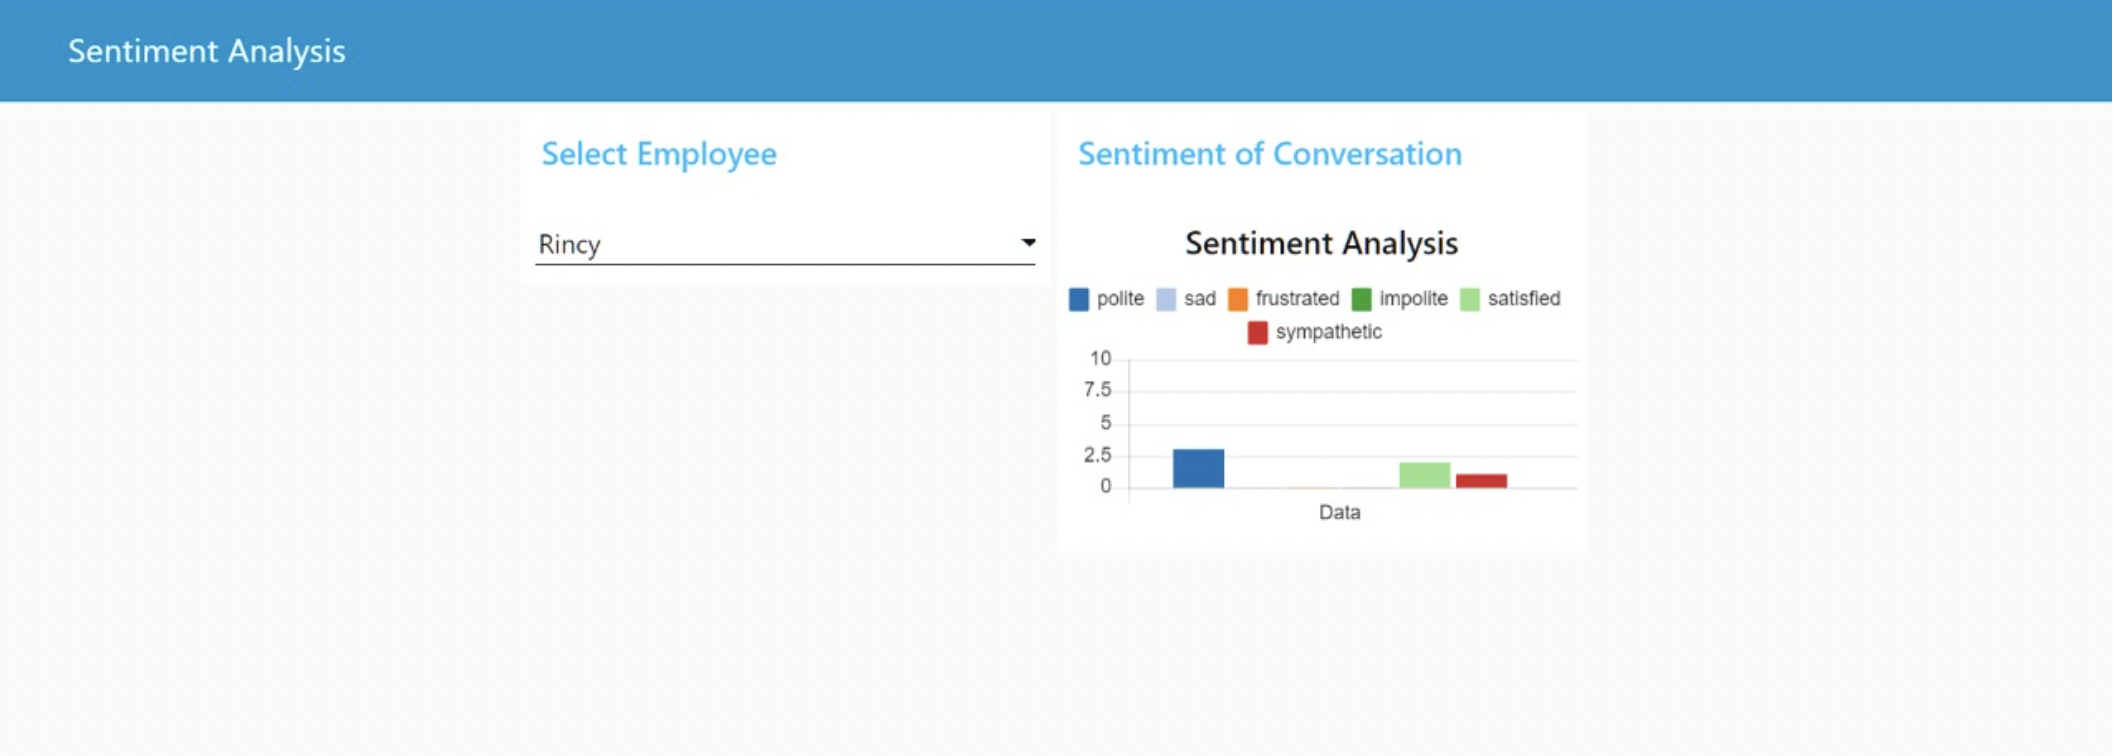 Sentiment Analysis
Select Employee
Rincy
Sentiment of Conversation
Sentiment Analysis
polite sad frustrated impolite satisfied
sympathetic
10
7.5
5
2.5
0
Data